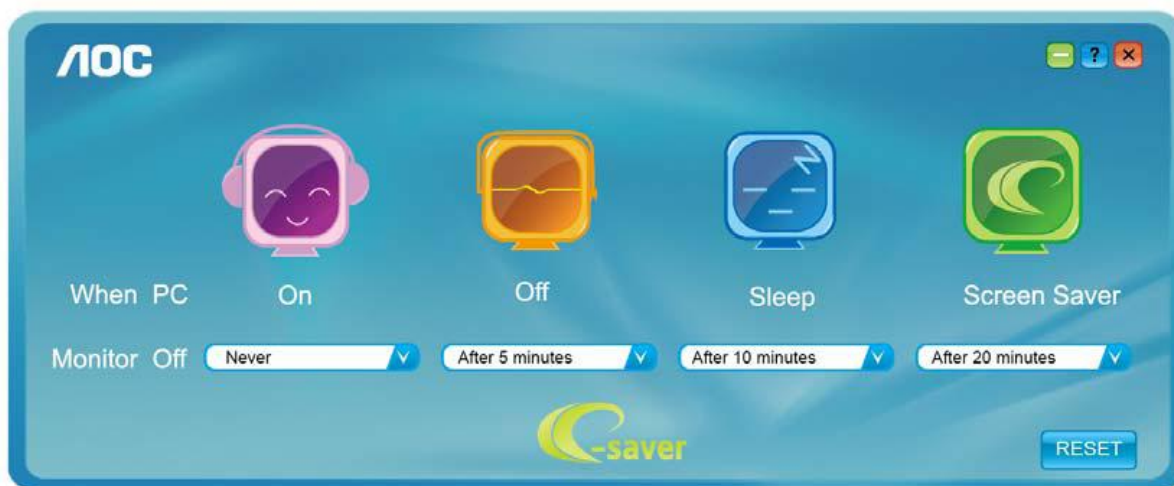 AOC
?
When PC On Off Sleep Screen Saver
Monitor Off Never After 5 minutes After 10 minutes After 20 minutes
e-saver
RESET